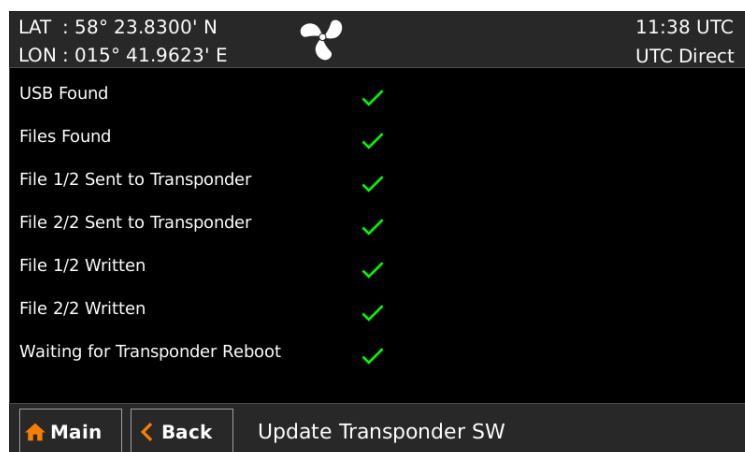 LAT : 58° 23.8300' N
LON : 015° 41.9623' E
11:38 UTC
UTC Direct
USB Found
Files Found
File 1/2 Sent to Transponder
File 2/2 Sent to Transponder
File 1/2 Written
File 2/2 Written
Waiting for Transponder Reboot
Main
Back
Update Transponder SW